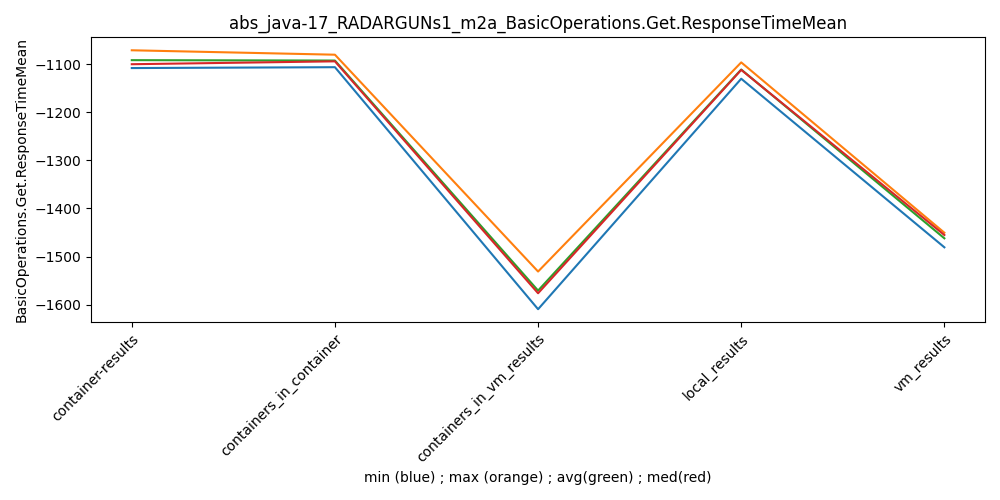 abs_java-17_RADARGUNs1_m2a_BasicOperations.Get.ResponseTimeMean
BasicOperations.Get.ResponseTimeMean
−1100
−1200
−1300
−1400
−1500
−1600
container-results
containers_in_container
containers_in_vm_results
local_results
vm_results
min (blue) ; max (orange) ; avg(green) ; med(red)